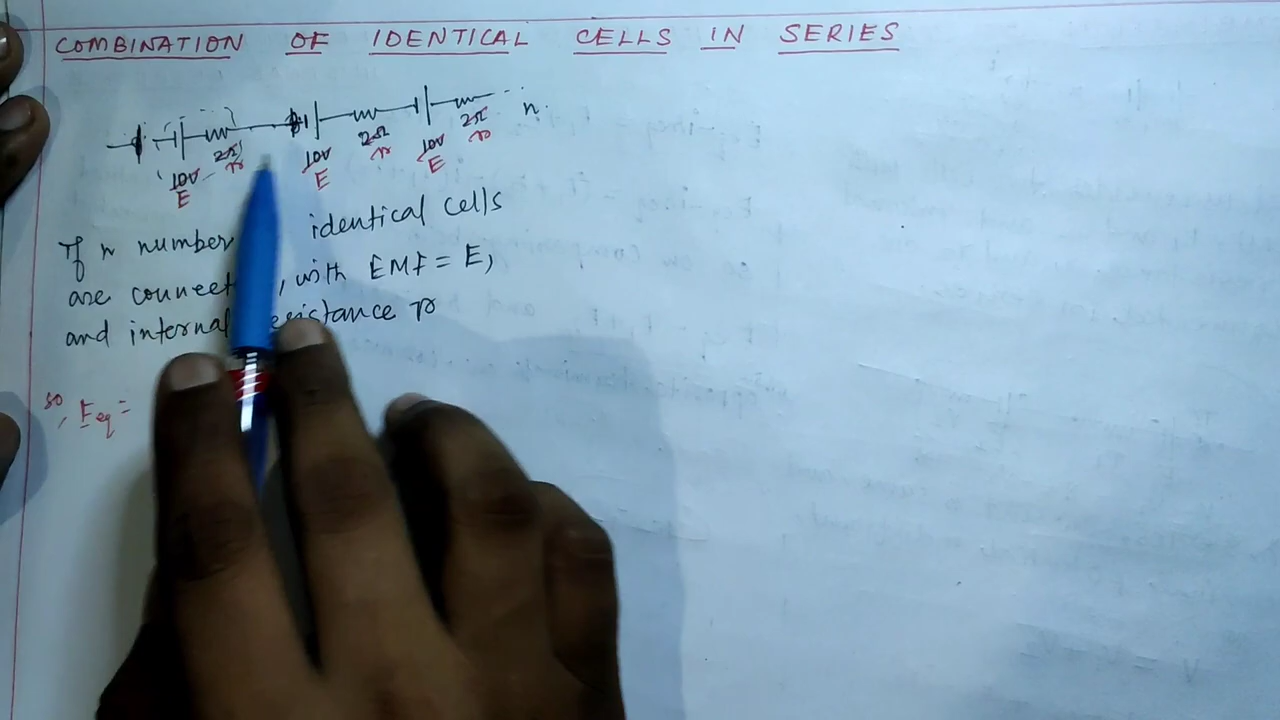 COMBINATION OF IDENTICAL CELLS IN SERIES
n.
2Ω 2Ω 2Ω
r r r
10V 10V 10V
E E E
If n number identical cells
are connect , with EMF = E,
and internal esistance r
so, Eeq =